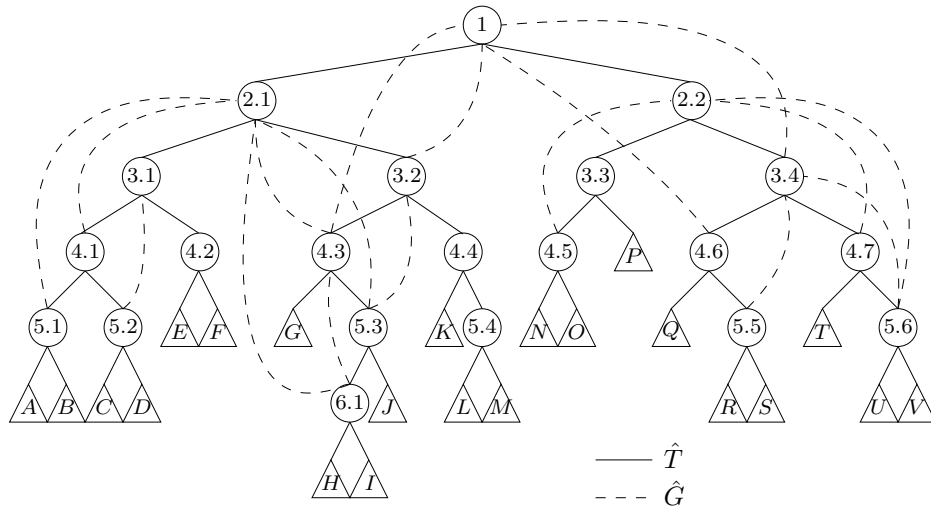 1
2.1 2.2
3.1 3.2 3.3 3.4
4.1 4.2 4.3 4.4 4.5 P 4.6 4.7
5.1 5.2 E F G 5.3 K 5.4 N O Q 5.5 T 5.6
A B C D 6.1 J L M R S U V
H I
T̂
Ĝ